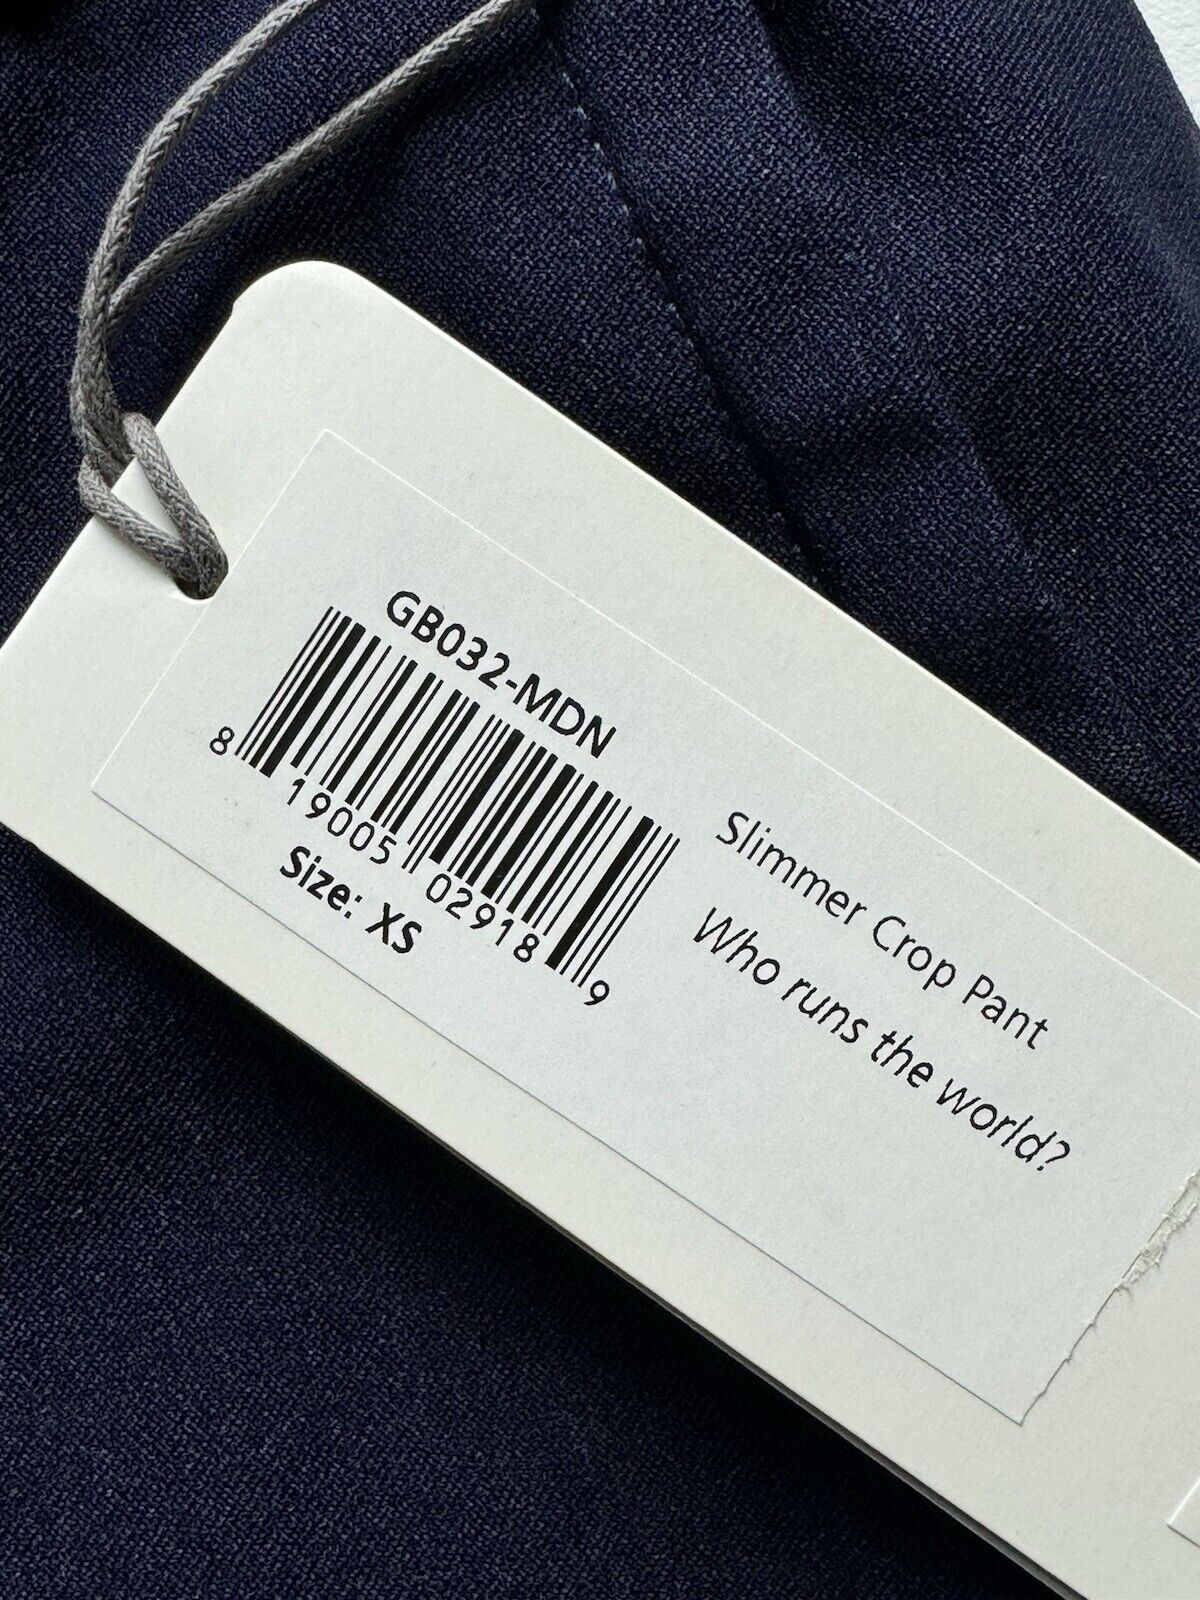 GB032-MDN
8 19005 02918 9
Size: XS
Slimmer Crop Pant
Who runs the world?